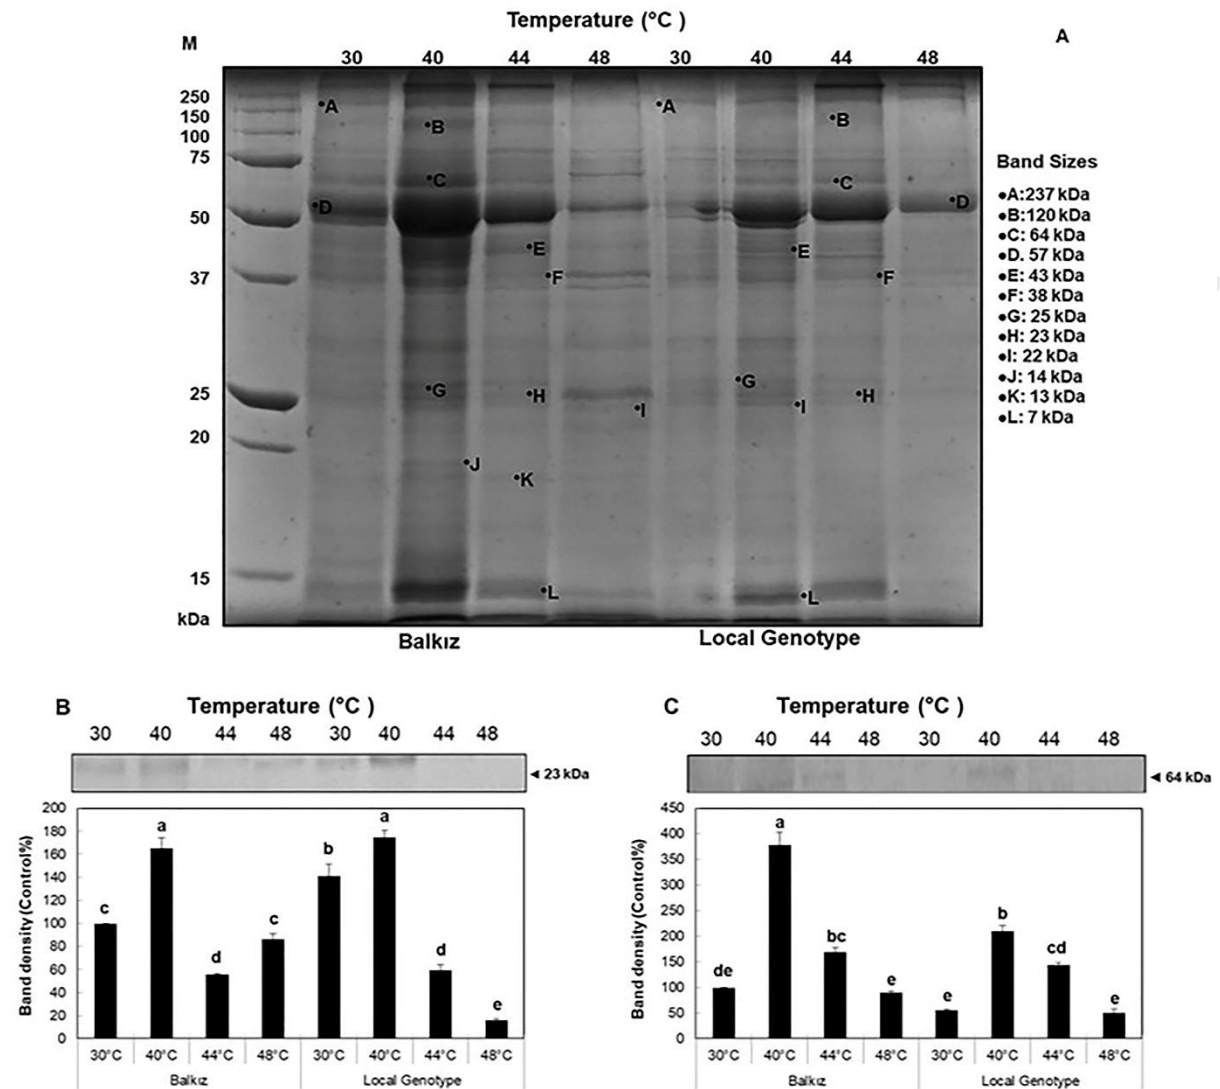 Temperature (°C )
M
A
30 40 44 48 30 40 44 48
250
150
100
75
50
37
25
20
15
kDa
•A •A
•B •B
•C •C
•D •D
•E •E
•F •F
•G •G
•H •H
•I •I
•J
•K
•L •L
Balkız Local Genotype
Band Sizes
•A:237 kDa
•B:120 kDa
•C: 64 kDa
•D. 57 kDa
•E: 43 kDa
•F: 38 kDa
•G: 25 kDa
•H: 23 kDa
•I: 22 kDa
•J: 14 kDa
•K: 13 kDa
•L: 7 kDa
B
Temperature (°C )
30 40 44 48 30 40 44 48
◄ 23 kDa
Band density (Control%)
200
180
160
140
120
100
80
60
40
20
0
c a d c b a d e
30°C 40°C 44°C 48°C 30°C 40°C 44°C 48°C
Balkız Local Genotype
C
Temperature (°C )
30 40 44 48 30 40 44 48
◄ 64 kDa
Band density (Control%)
450
400
350
300
250
200
150
100
50
0
de a bc e e b cd e
30°C 40°C 44°C 48°C 30°C 40°C 44°C 48°C
Balkız Local Genotype